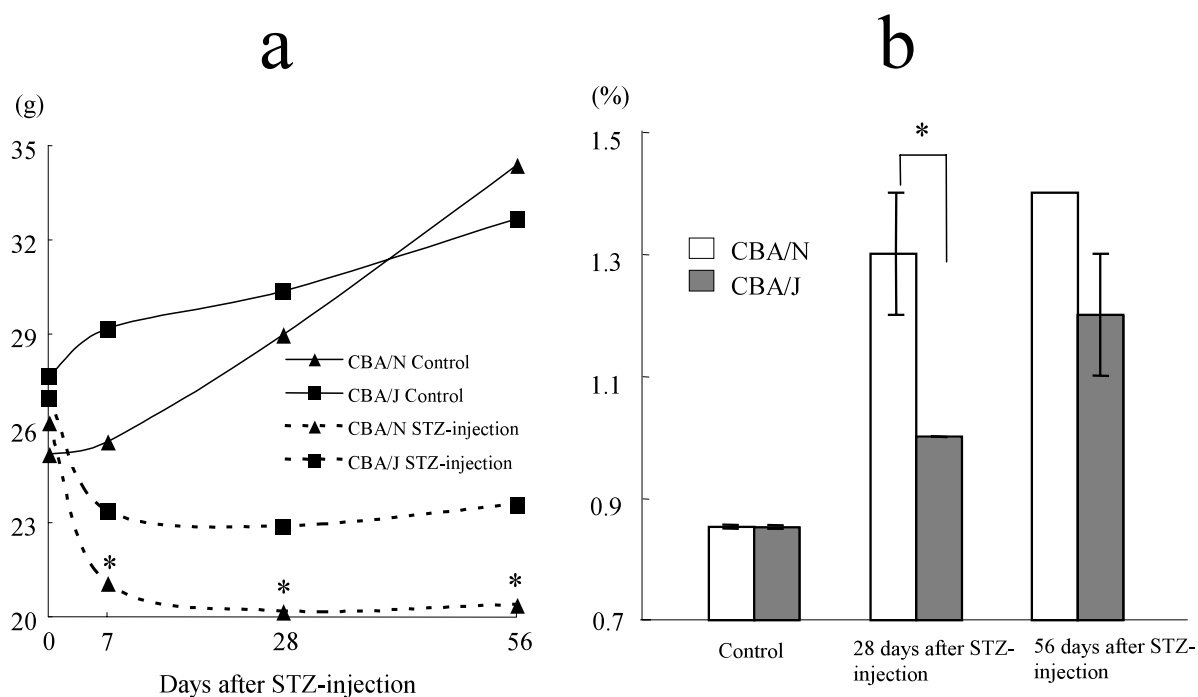 a
(g)
35
32
29
26
23
20
0 7 28 56
Days after STZ-injection
CBA/N Control
CBA/J Control
CBA/N STZ-injection
CBA/J STZ-injection
*
*
*
b
(%)
1.5
1.3
1.1
0.9
0.7
*
CBA/N
CBA/J
Control
28 days after STZ-
injection
56 days after STZ-
injection